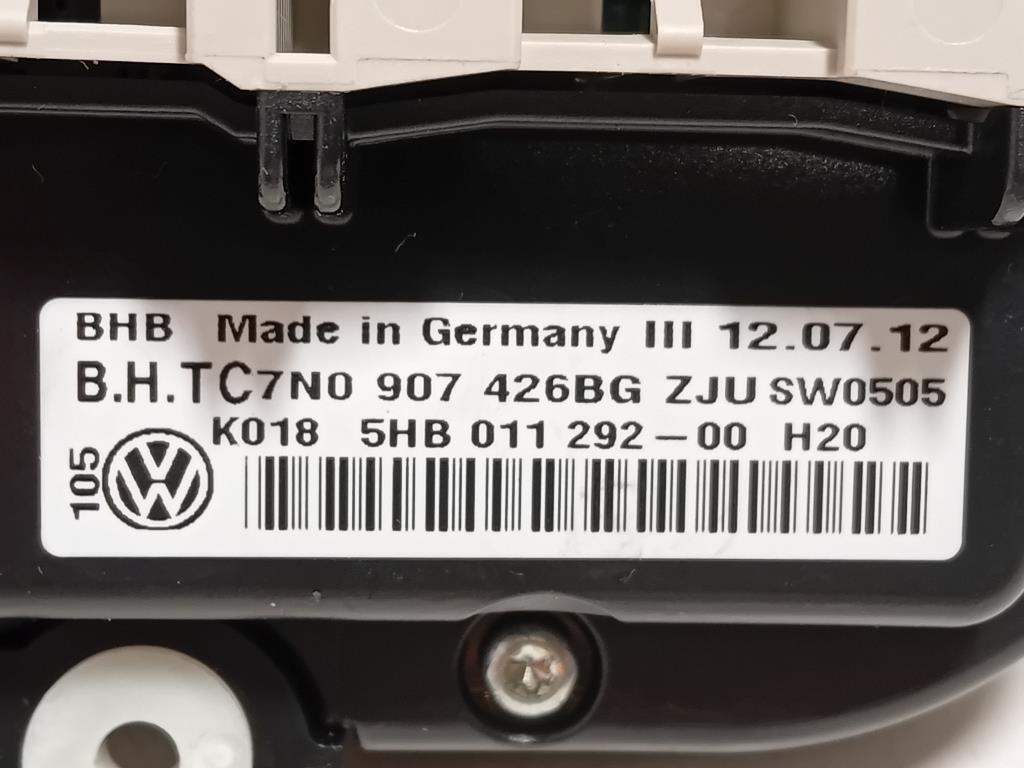 BHB Made in Germany III 12.07.12
B.H.TC 7N0 907 426BG ZJU SW0505
K018 5HB 011 292-00 H20
105